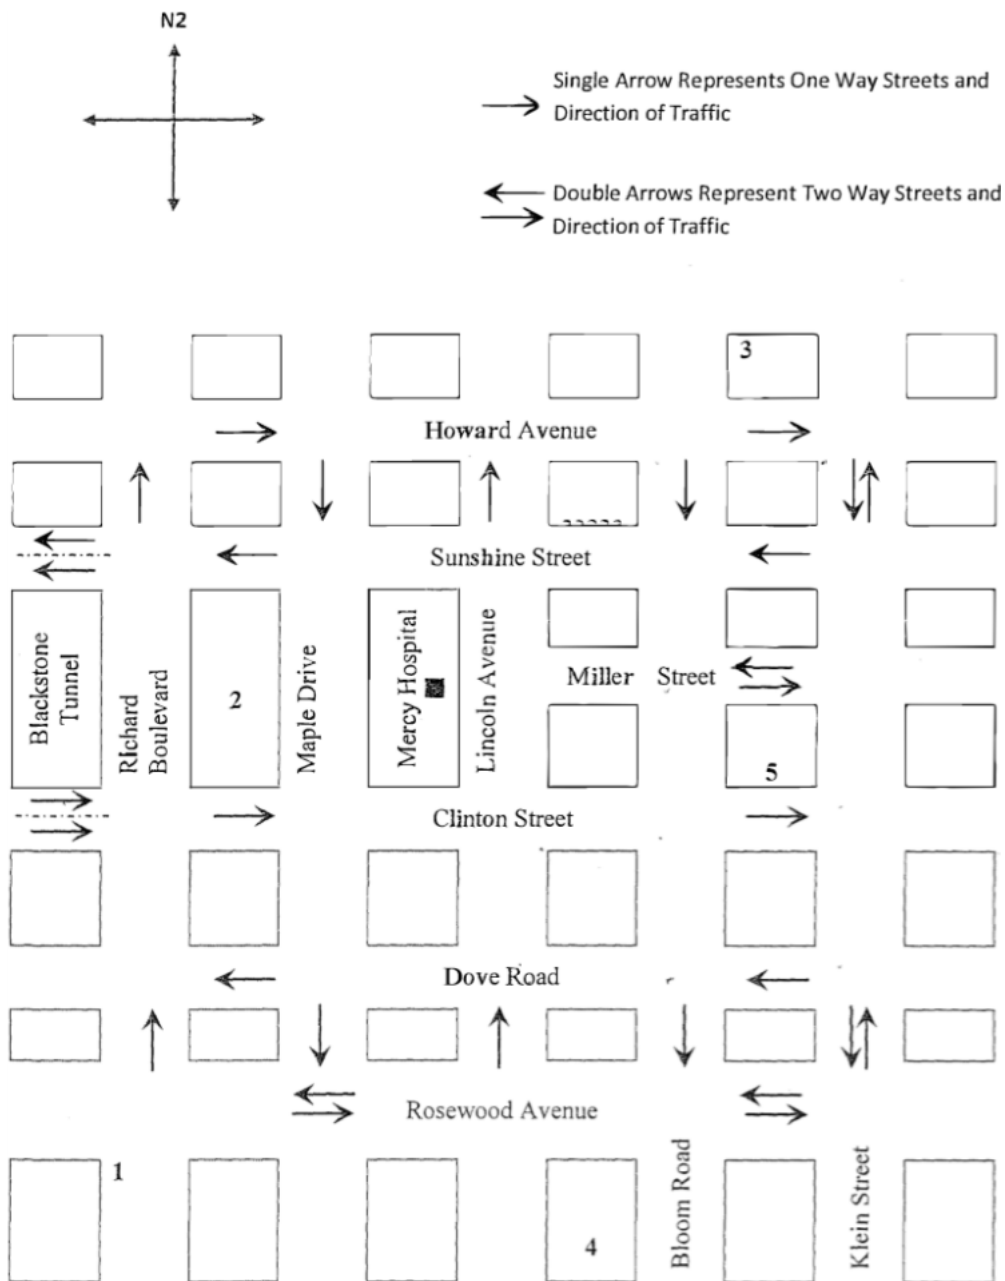 N2
Single Arrow Represents One Way Streets and
Direction of Traffic
Double Arrows Represent Two Way Streets and
Direction of Traffic
3
Howard Avenue
Sunshine Street
Blackstone
Tunnel
Richard
Boulevard
2
Maple Drive
Mercy Hospital
Lincoln Avenue
Miller Street
5
Clinton Street
Dove Road
Rosewood Avenue
1
4
Bloom Road
Klein Street